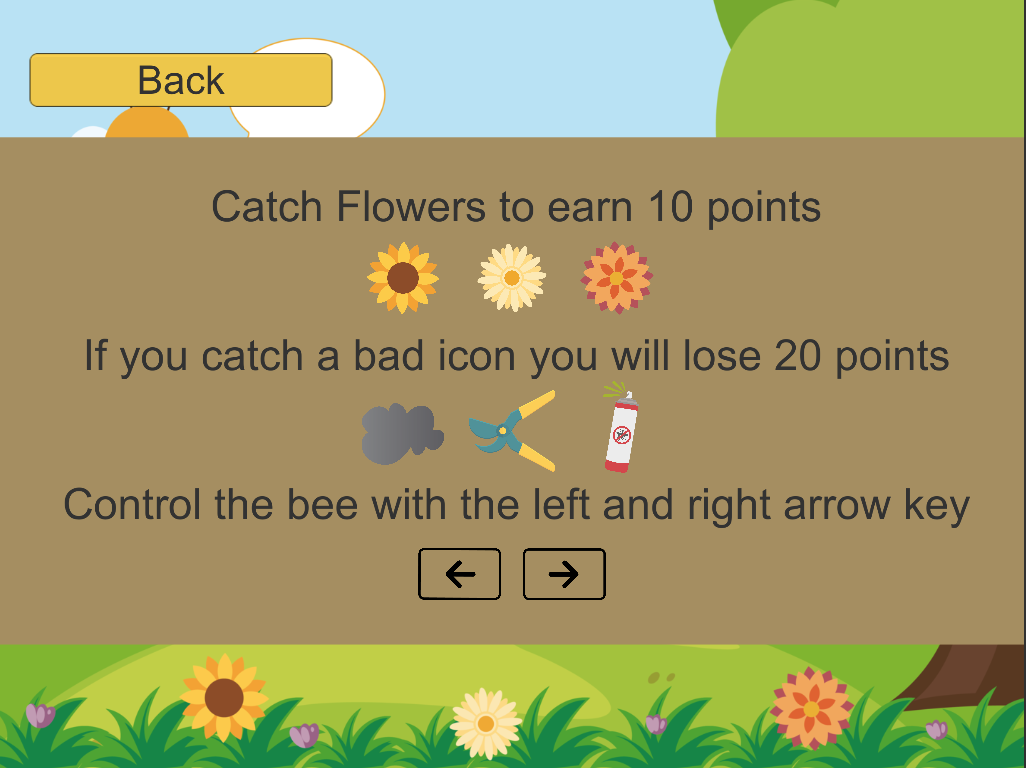 Back
Catch Flowers to earn 10 points
If you catch a bad icon you will lose 20 points
Control the bee with the left and right arrow key